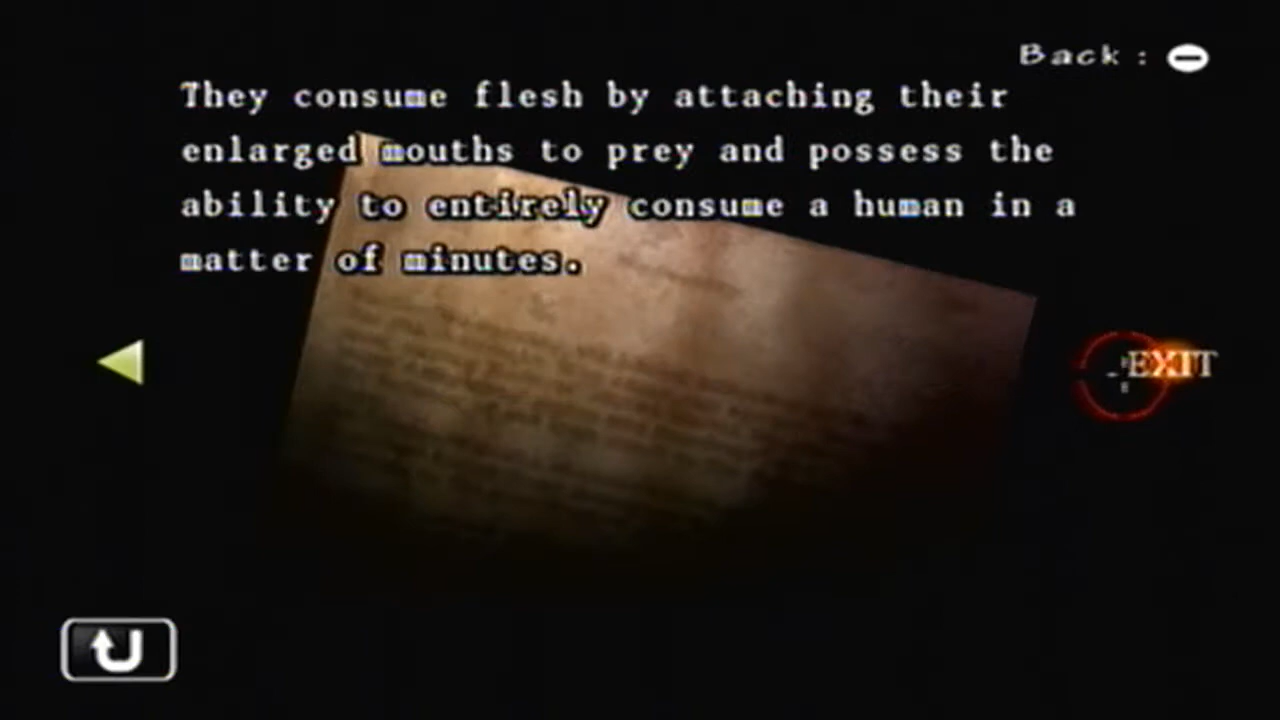 Back :
They consume flesh by attaching their
enlarged mouths to prey and possess the
ability to entirely consume a human in a
matter of minutes.
EXIT